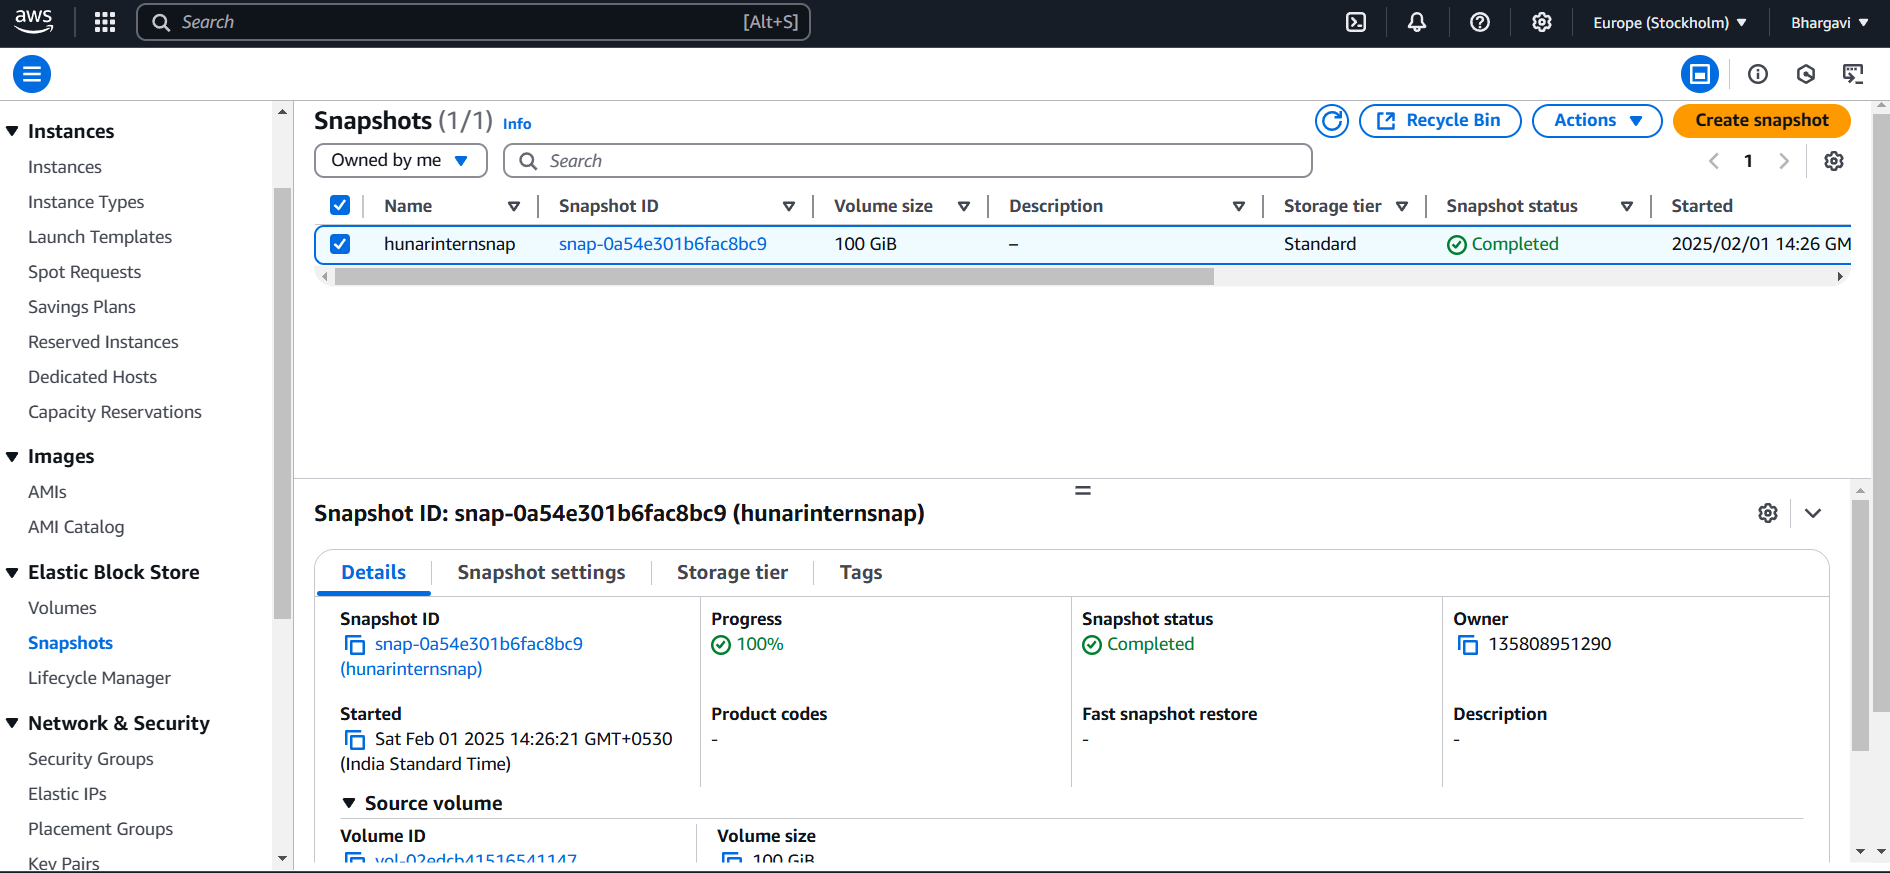 aws Search [Alt+S] Europe (Stockholm) Bhargavi
Instances
Instances
Instance Types
Launch Templates
Spot Requests
Savings Plans
Reserved Instances
Dedicated Hosts
Capacity Reservations
Images
AMIs
AMI Catalog
Elastic Block Store
Volumes
Snapshots
Lifecycle Manager
Network & Security
Security Groups
Elastic IPs
Placement Groups
Key Pairs
Snapshots (1/1) Info Recycle Bin Actions Create snapshot
Owned by me Search 1
Name Snapshot ID Volume size Description Storage tier Snapshot status Started
hunarinternsnap snap-0a54e301b6fac8bc9 100 GiB – Standard Completed 2025/02/01 14:26 GM
Snapshot ID: snap-0a54e301b6fac8bc9 (hunarinternsnap)
Details Snapshot settings Storage tier Tags
Snapshot ID Progress Snapshot status Owner
snap-0a54e301b6fac8bc9 100% Completed 135808951290
(hunarinternsnap)
Started Product codes Fast snapshot restore Description
Sat Feb 01 2025 14:26:21 GMT+0530 - - -
(India Standard Time)
Source volume
Volume ID Volume size
vol-02edcb41516541147 100 GiB